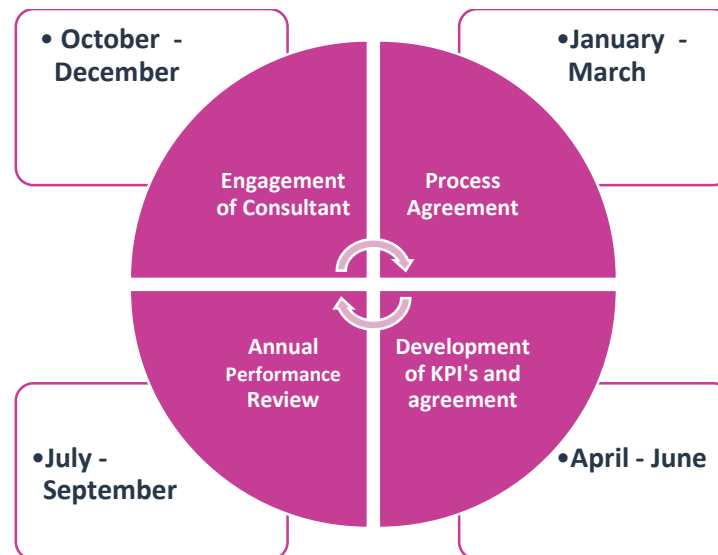 • October -
December
•January -
March
Engagement
of Consultant
Process
Agreement
Annual
Performance
Review
Development
of KPI's and
agreement
•July -
September
•April - June